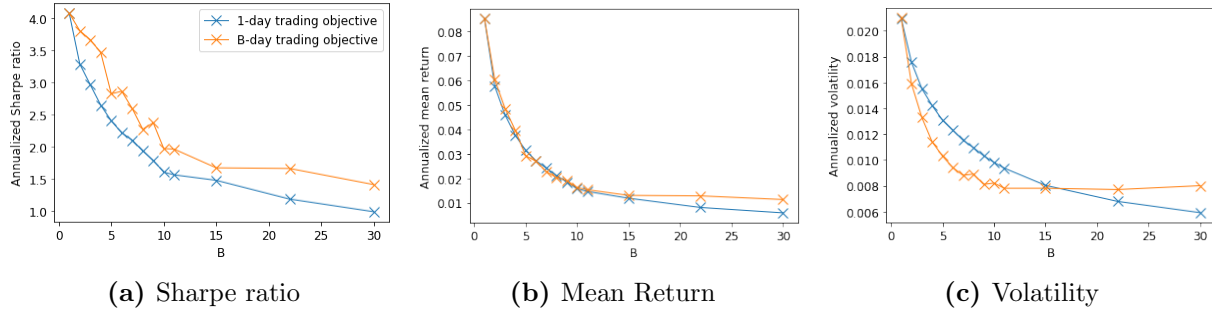 4.0
3.5
3.0
2.5
2.0
1.5
1.0
Annualized Sharpe ratio
1-day trading objective
B-day trading objective
0 5 10 15 20 25 30
B
(a) Sharpe ratio
0.08
0.07
0.06
0.05
0.04
0.03
0.02
0.01
Annualized mean return
0 5 10 15 20 25 30
B
(b) Mean Return
0.020
0.018
0.016
0.014
0.012
0.010
0.008
0.006
Annualized volatility
0 5 10 15 20 25 30
B
(c) Volatility